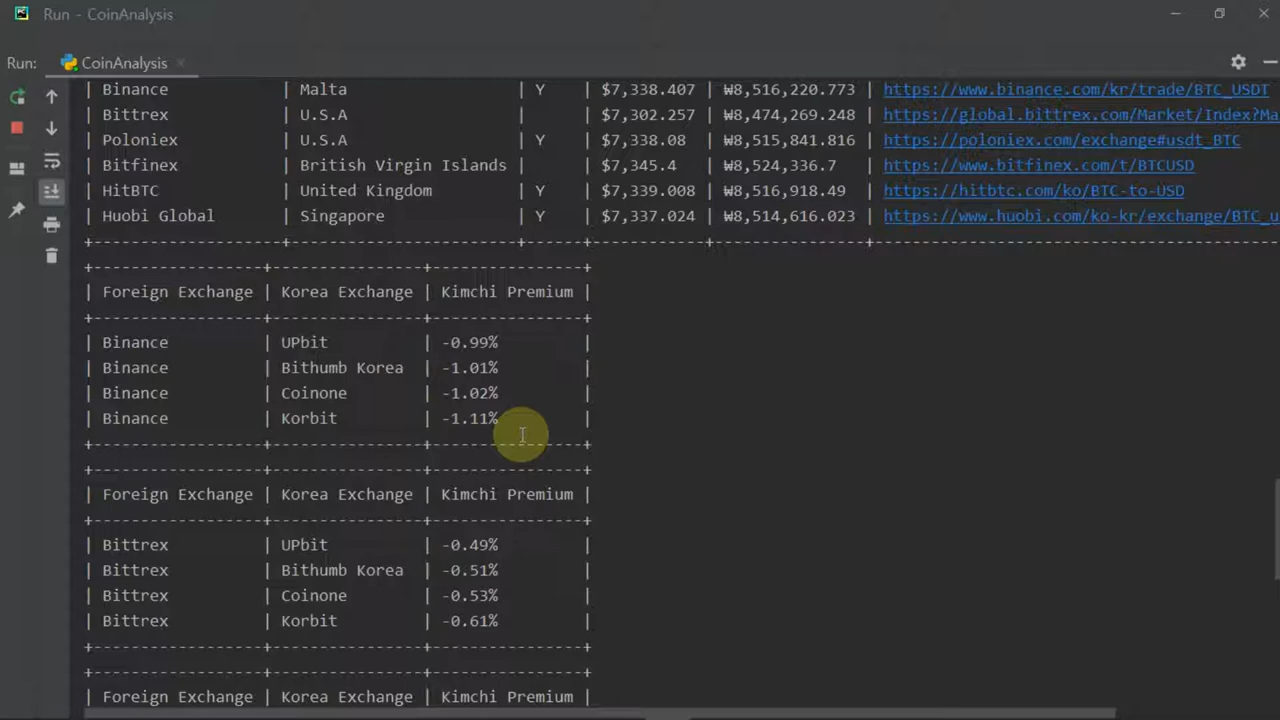 Run - CoinAnalysis
Run: CoinAnalysis
| Binance | Malta | Y | $7,338.407 | ₩8,516,220.773 | https://www.binance.com/kr/trade/BTC_USDT
| Bittrex | U.S.A | | $7,302.257 | ₩8,474,269.248 | https://global.bittrex.com/Market/Index?Ma
| Poloniex | U.S.A | Y | $7,338.08 | ₩8,515,841.816 | https://poloniex.com/exchange#usdt_BTC
| Bitfinex | British Virgin Islands | | $7,345.4 | ₩8,524,336.7 | https://www.bitfinex.com/t/BTCUSD
| HitBTC | United Kingdom | Y | $7,339.008 | ₩8,516,918.49 | https://hitbtc.com/ko/BTC-to-USD
| Huobi Global | Singapore | Y | $7,337.024 | ₩8,514,616.023 | https://www.huobi.com/ko-kr/exchange/BTC_u
| Foreign Exchange | Korea Exchange | Kimchi Premium |
| Binance | UPbit | -0.99% |
| Binance | Bithumb Korea | -1.01% |
| Binance | Coinone | -1.02% |
| Binance | Korbit | -1.11% |
| Foreign Exchange | Korea Exchange | Kimchi Premium |
| Bittrex | UPbit | -0.49% |
| Bittrex | Bithumb Korea | -0.51% |
| Bittrex | Coinone | -0.53% |
| Bittrex | Korbit | -0.61% |
| Foreign Exchange | Korea Exchange | Kimchi Premium |